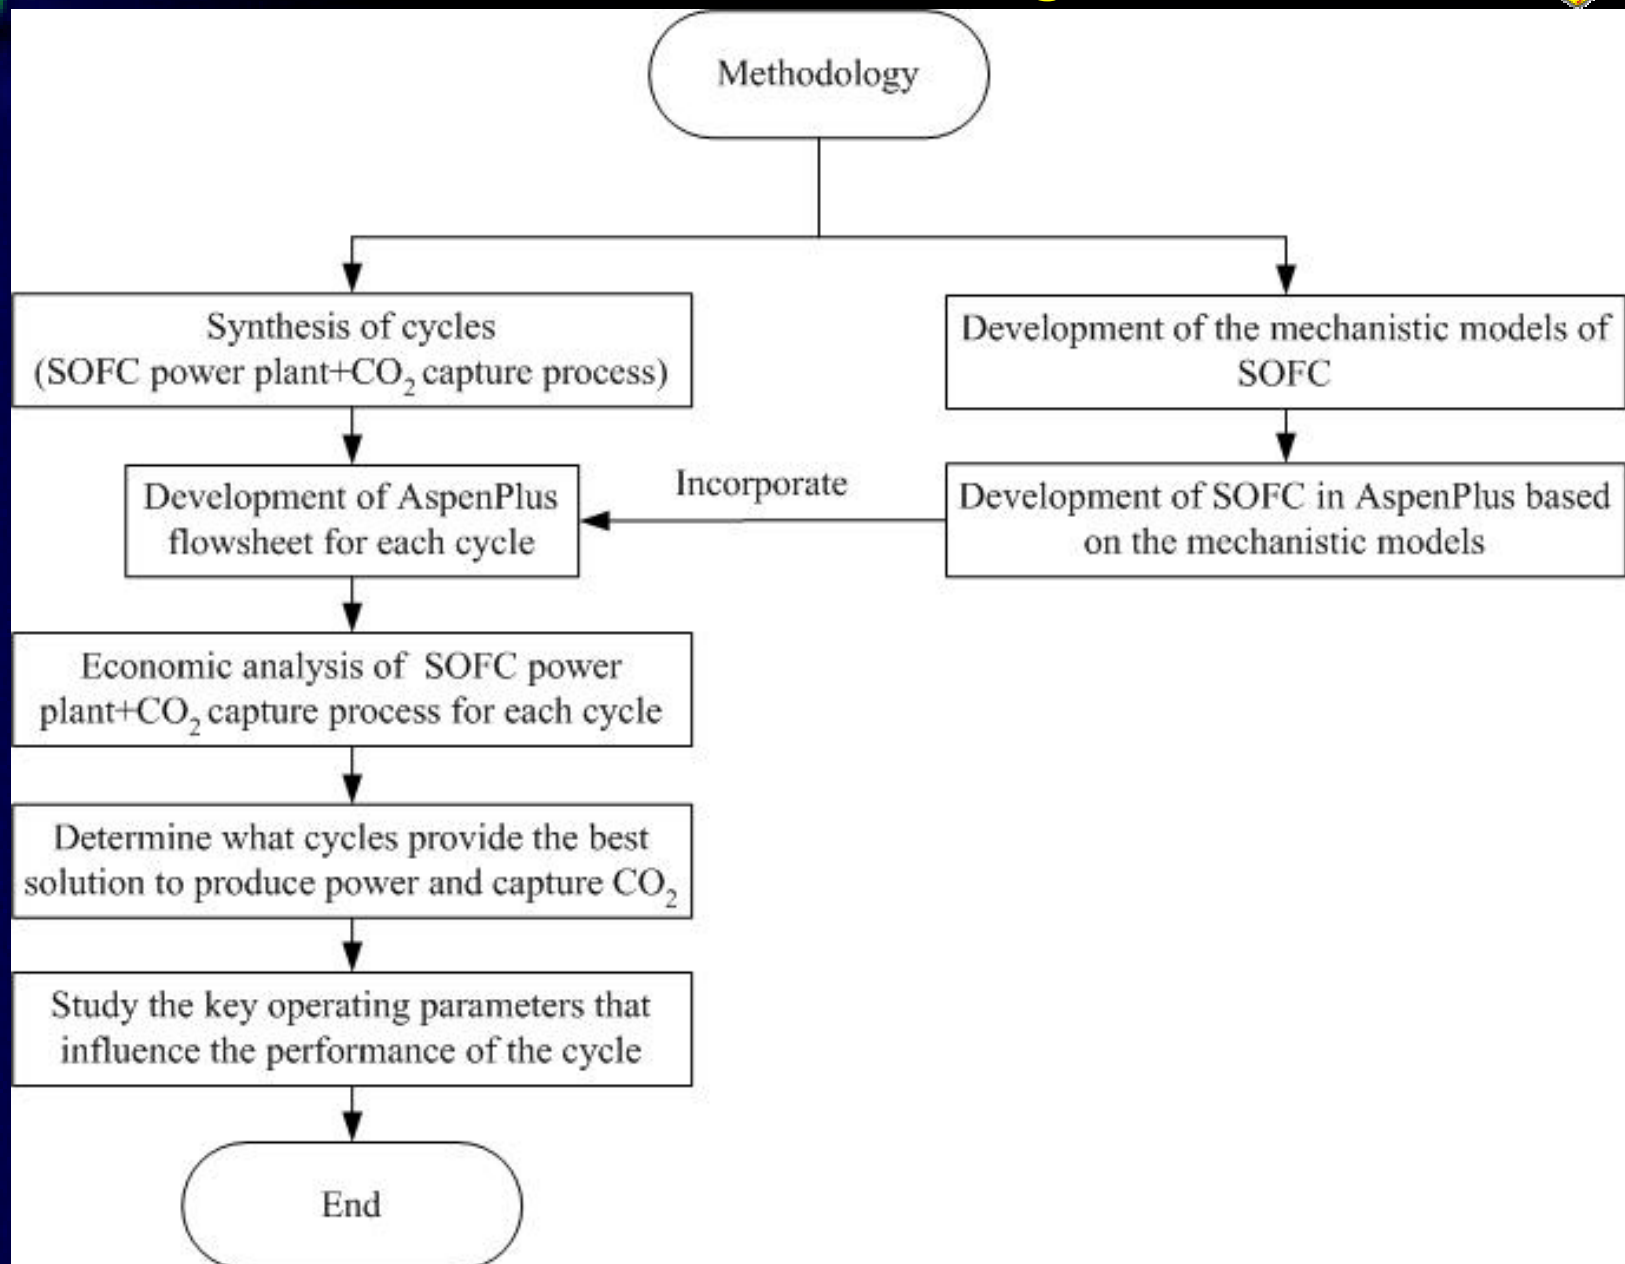 Methodology
Synthesis of cycles
(SOFC power plant+CO₂ capture process)
Development of the mechanistic models of
SOFC
Development of AspenPlus
flowsheet for each cycle
Incorporate
Development of SOFC in AspenPlus based
on the mechanistic models
Economic analysis of SOFC power
plant+CO₂ capture process for each cycle
Determine what cycles provide the best
solution to produce power and capture CO₂
Study the key operating parameters that
influence the performance of the cycle
End